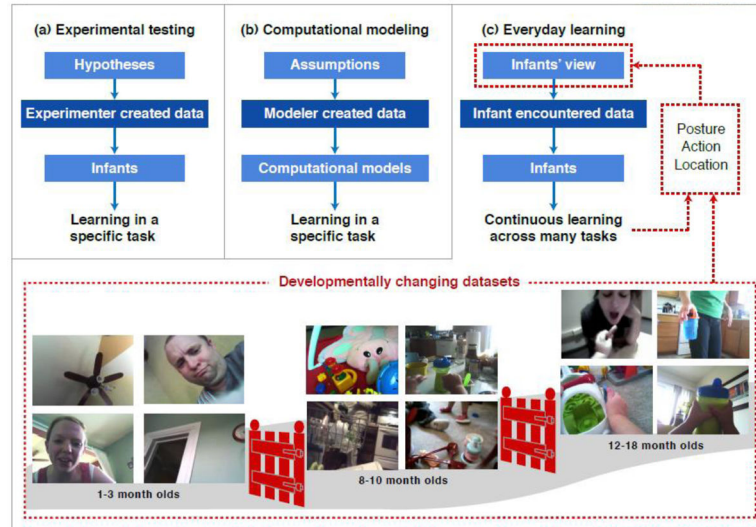 (a) Experimental testing
Hypotheses
Experimenter created data
Infants
Learning in a
specific task
(b) Computational modeling
Assumptions
Modeler created data
Computational models
Learning in a
specific task
(c) Everyday learning
Infants' view
Infant encountered data
Infants
Continuous learning
across many tasks
Posture
Action
Location
Developmentally changing datasets
1-3 month olds
8-10 month olds
12-18 month olds